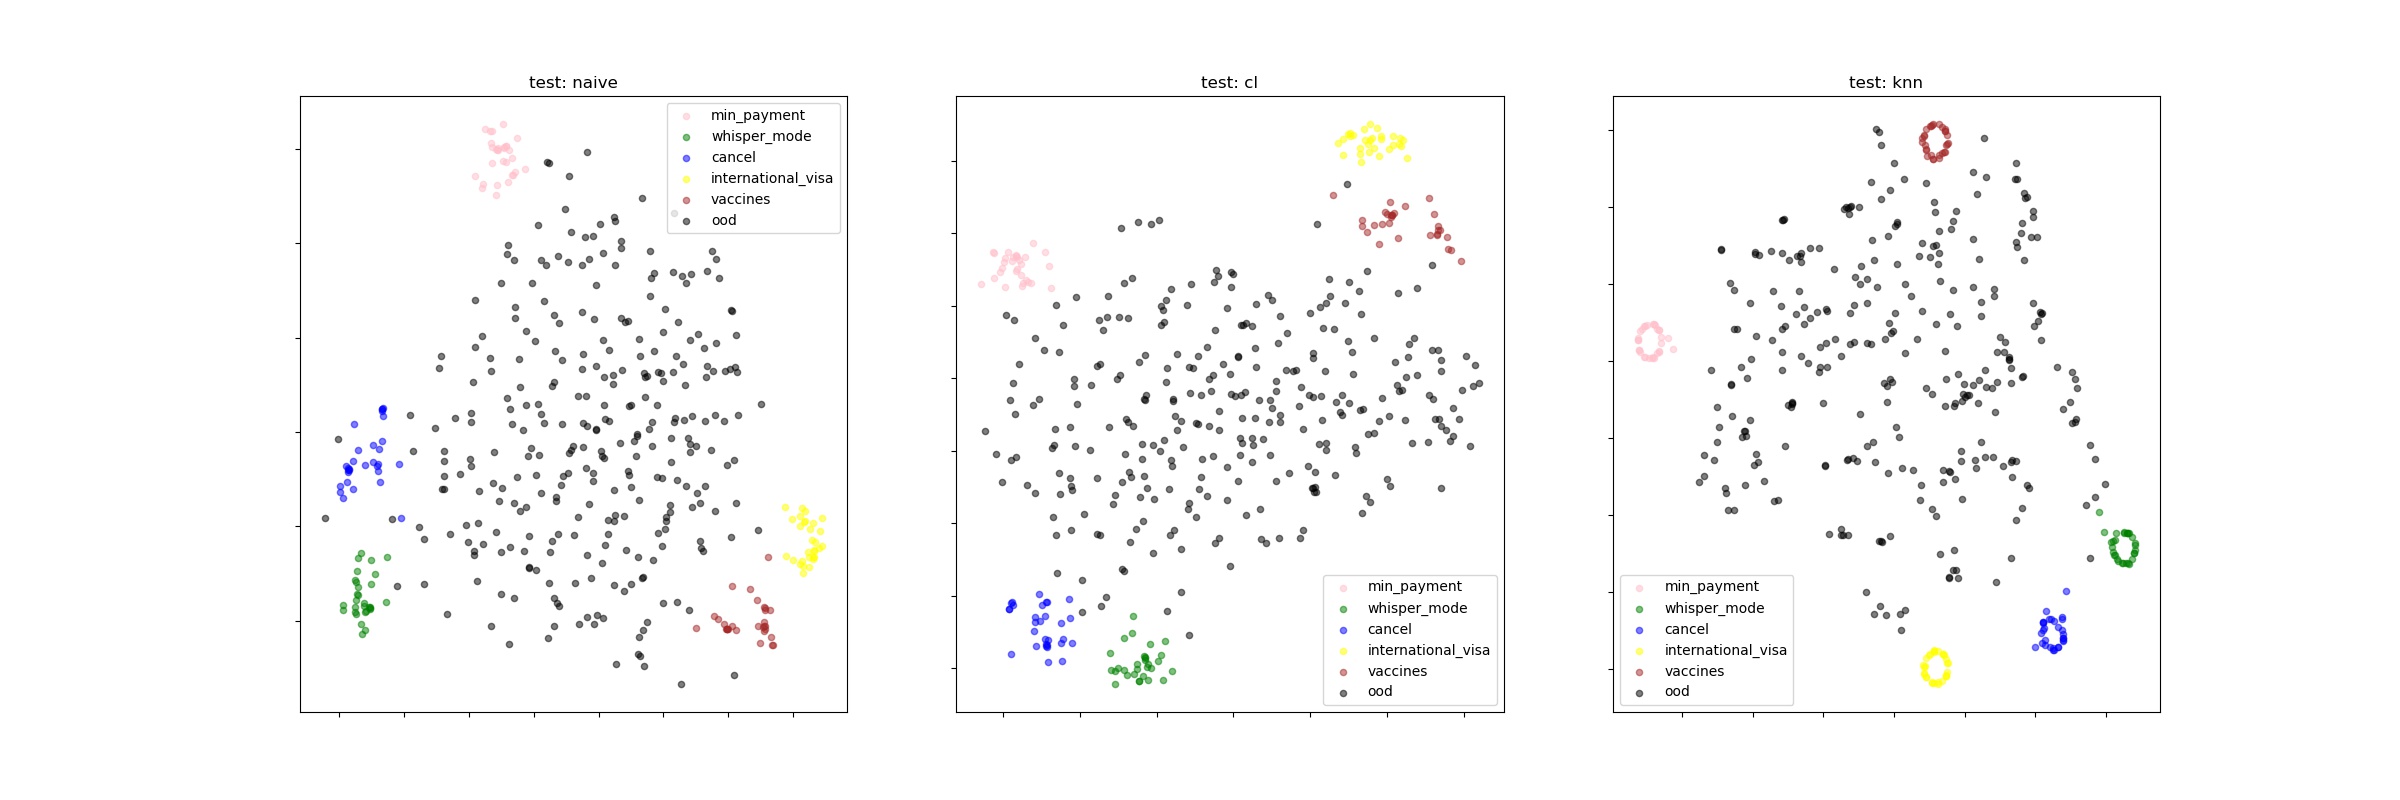 test: naive
min_payment
whisper_mode
cancel
international_visa
vaccines
ood
test: cl
min_payment
whisper_mode
cancel
international_visa
vaccines
ood
test: knn
min_payment
whisper_mode
cancel
international_visa
vaccines
ood